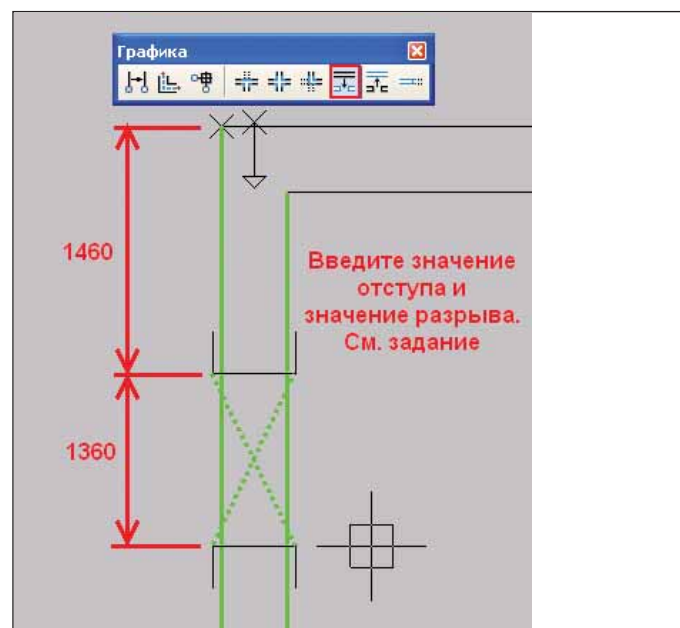 Графика
1460
Введите значение
отступа и
значение разрыва.
См. задание
1360